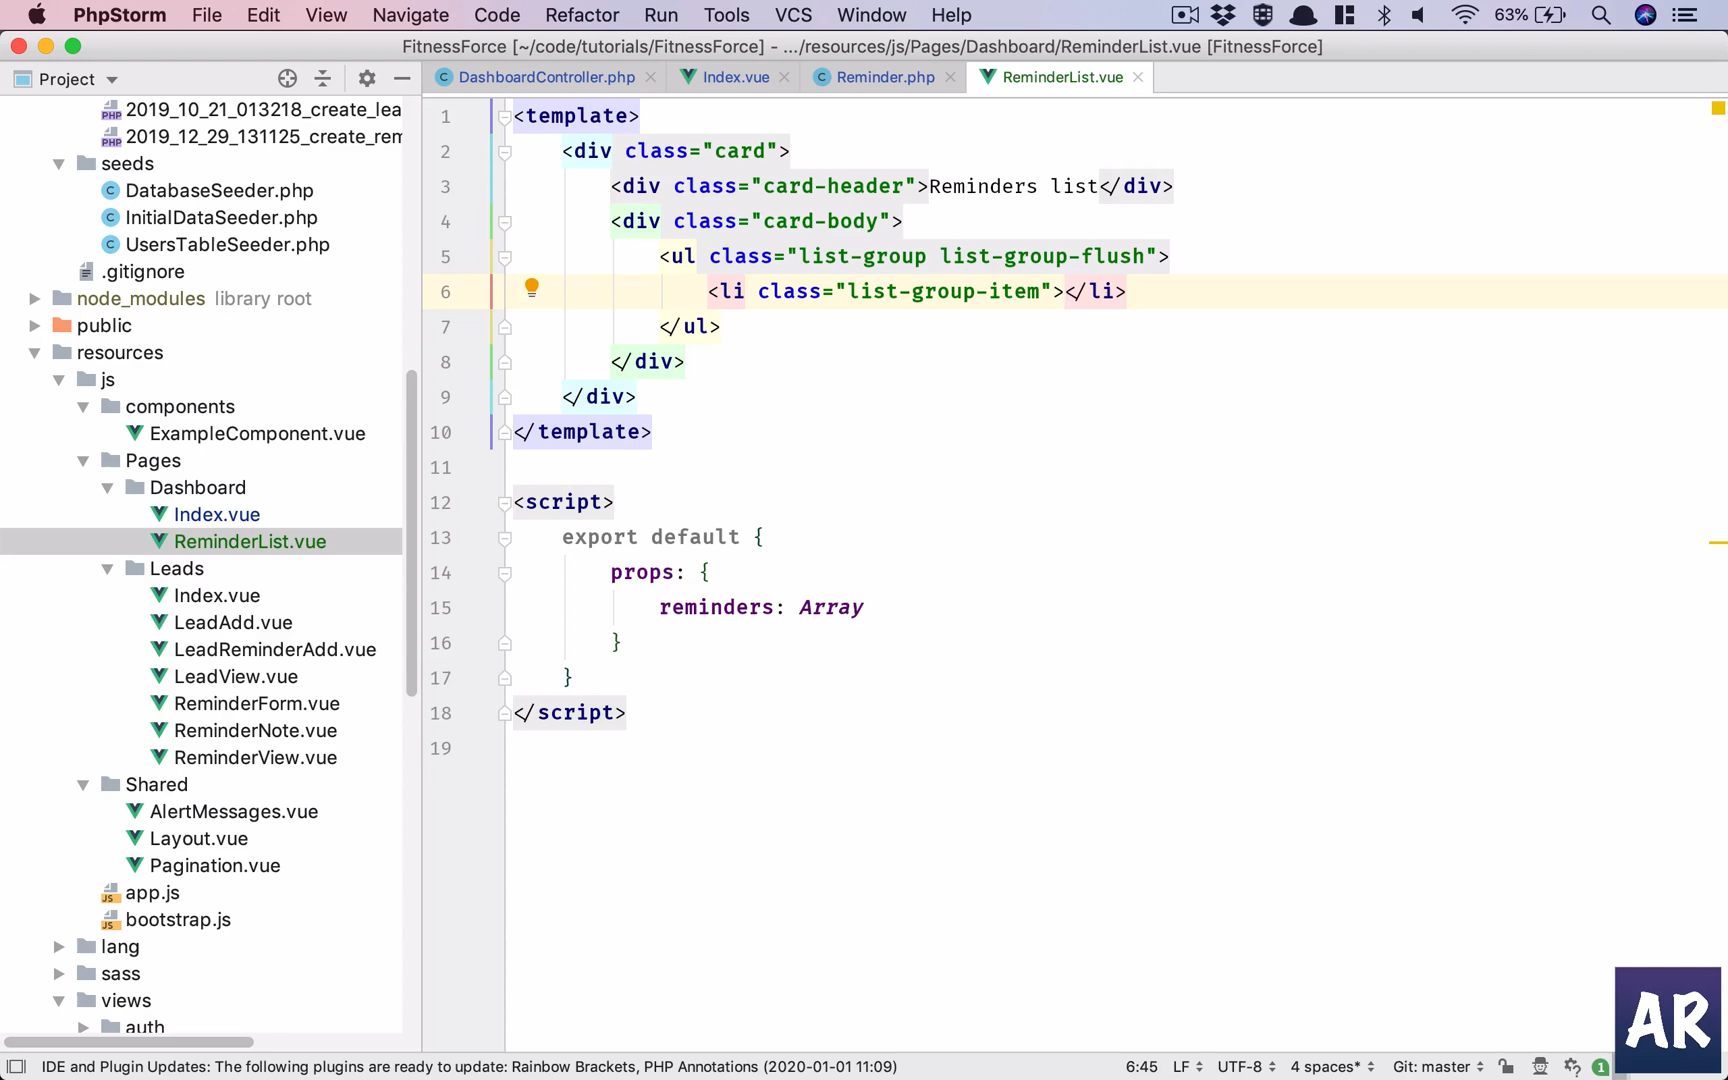 PhpStorm File Edit View Navigate Code Refactor Run Tools VCS Window Help 63%
FitnessForce [~/code/tutorials/FitnessForce] - .../resources/js/Pages/Dashboard/ReminderList.vue [FitnessForce]
Project DashboardController.php Index.vue Reminder.php ReminderList.vue
2019_10_21_013218_create_lea
2019_12_29_131125_create_rem
seeds
DatabaseSeeder.php
InitialDataSeeder.php
UsersTableSeeder.php
.gitignore
node_modules library root
public
resources
js
components
ExampleComponent.vue
Pages
Dashboard
Index.vue
ReminderList.vue
Leads
Index.vue
LeadAdd.vue
LeadReminderAdd.vue
LeadView.vue
ReminderForm.vue
ReminderNote.vue
ReminderView.vue
Shared
AlertMessages.vue
Layout.vue
Pagination.vue
app.js
bootstrap.js
lang
sass
views
auth
1 <template>
2 <div class="card">
3 <div class="card-header">Reminders list</div>
4 <div class="card-body">
5 <ul class="list-group list-group-flush">
6 <li class="list-group-item"></li>
7 </ul>
8 </div>
9 </div>
10 </template>
11
12 <script>
13 export default {
14 props: {
15 reminders: Array
16 }
17 }
18 </script>
19
AR
IDE and Plugin Updates: The following plugins are ready to update: Rainbow Brackets, PHP Annotations (2020-01-01 11:09) 6:45 LF UTF-8 4 spaces* Git: master 1